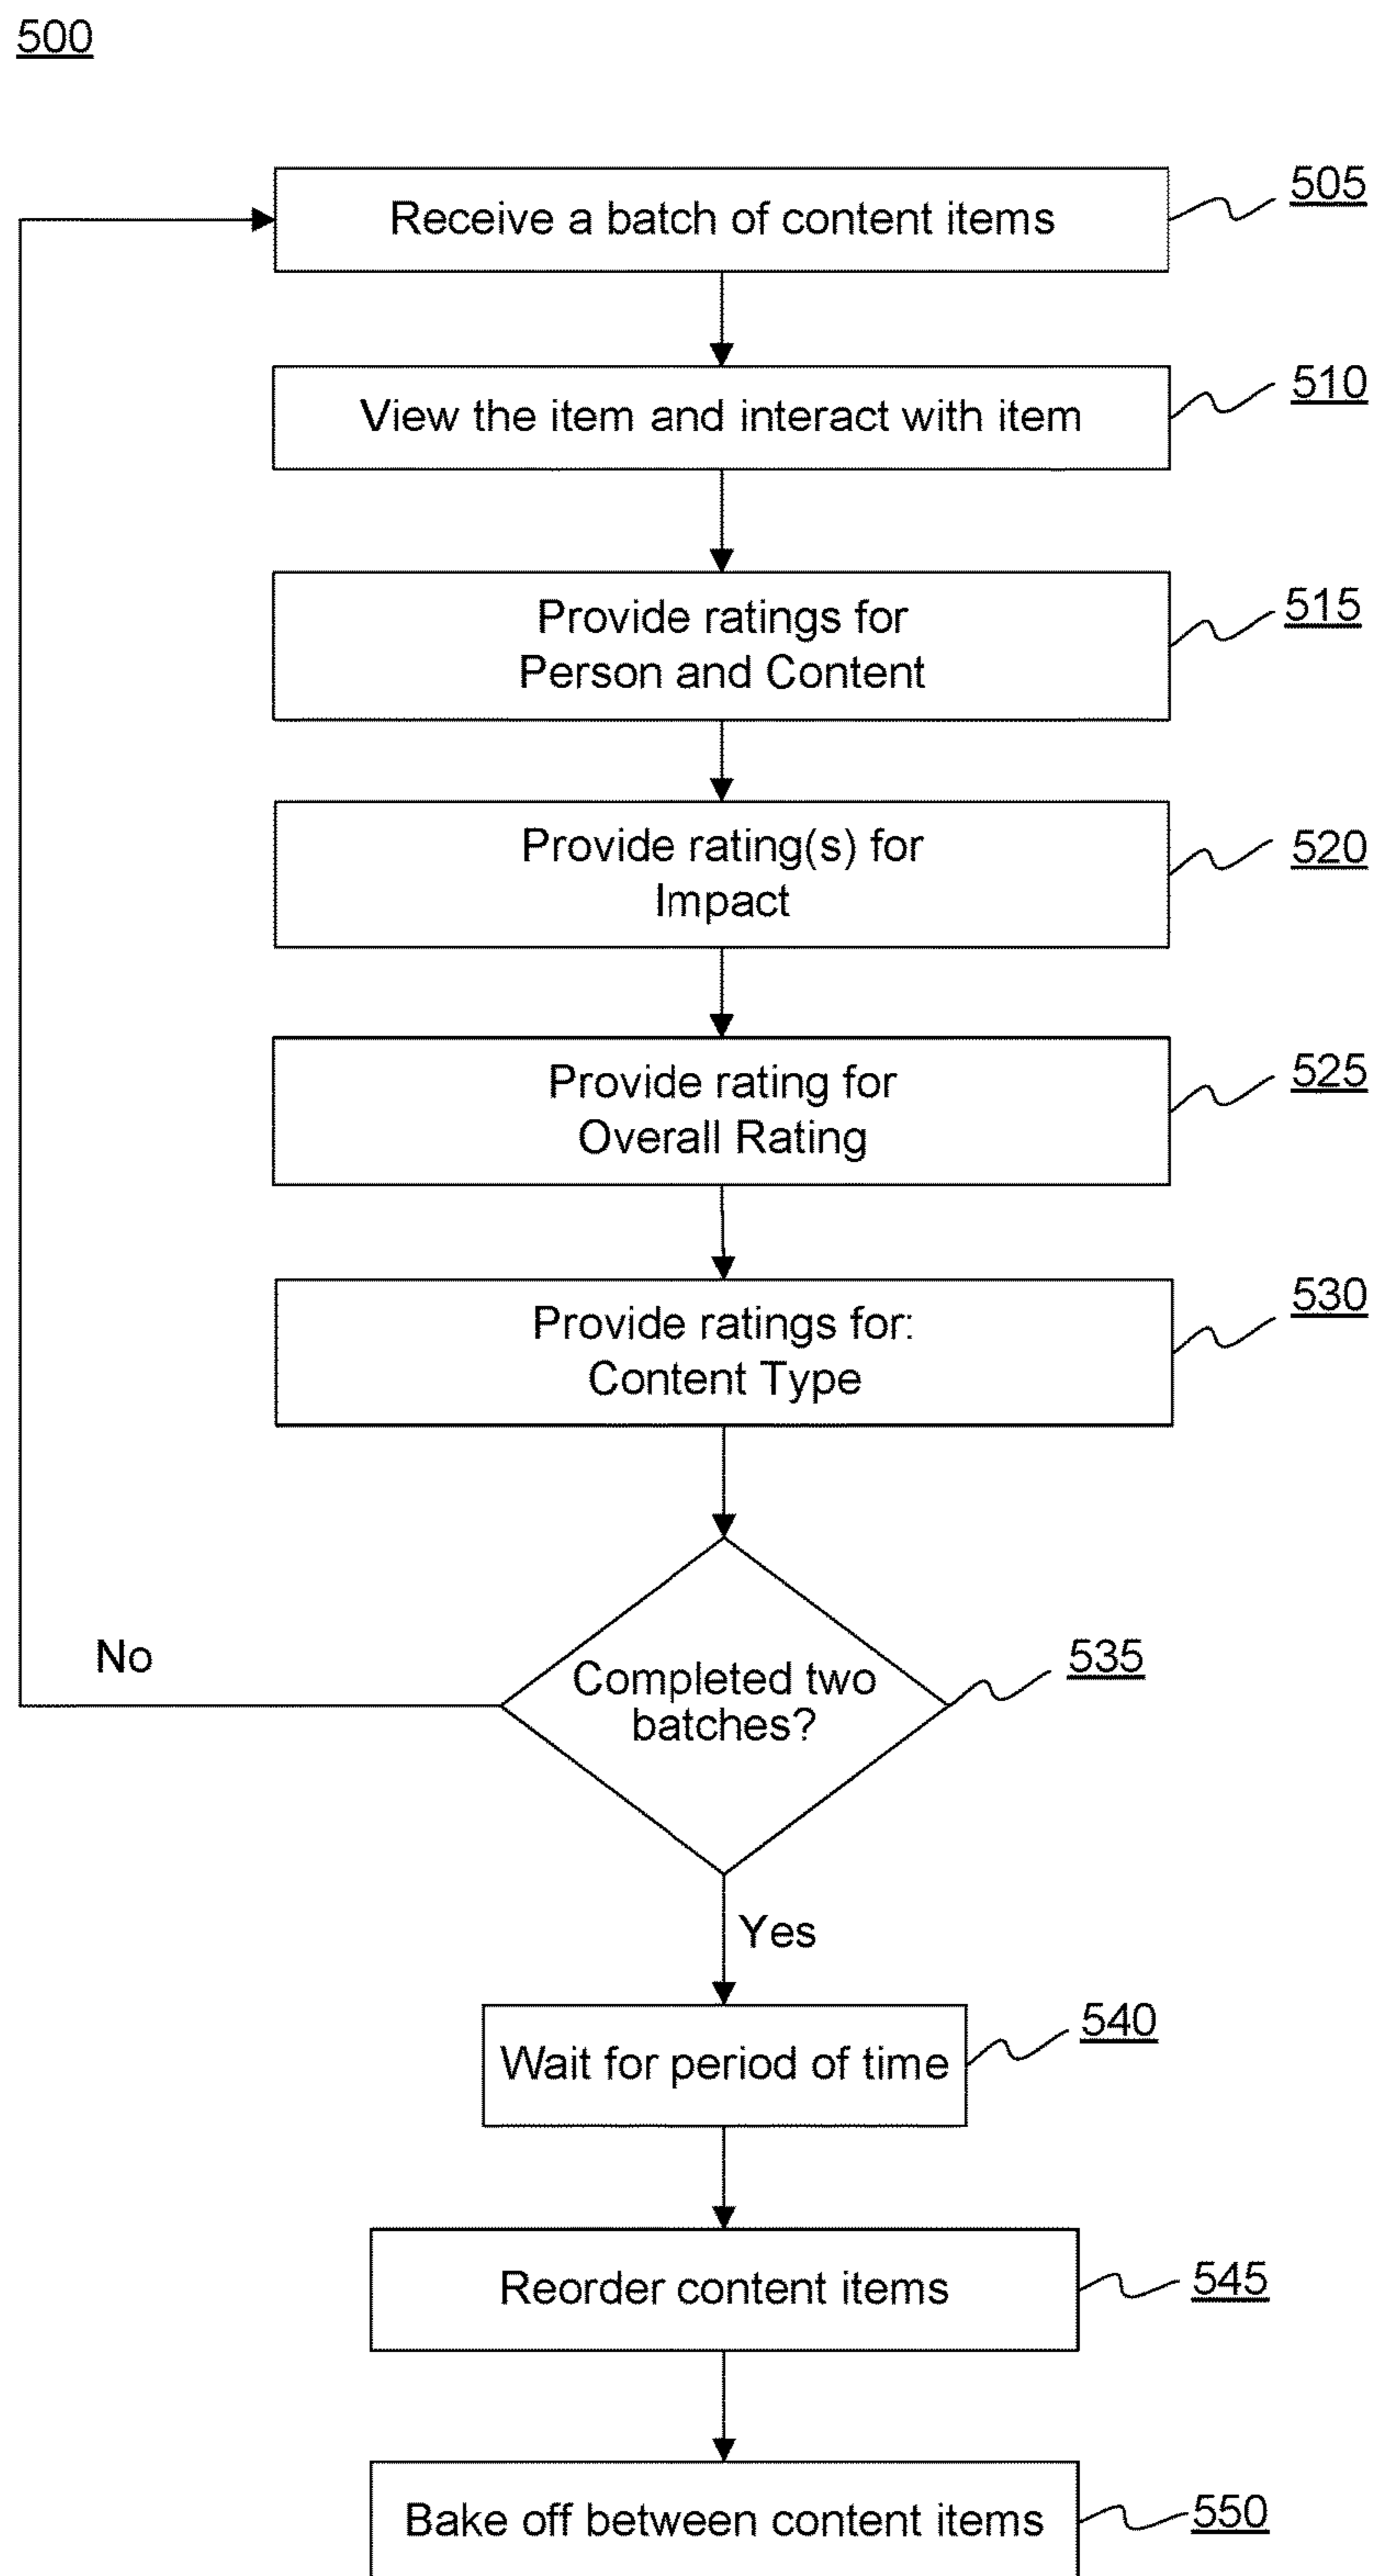 500
Receive a batch of content items
505
View the item and interact with item
510
Provide ratings for
Person and Content
515
Provide rating(s) for
Impact
520
Provide rating for
Overall Rating
525
Provide ratings for:
Content Type
530
Completed two
batches?
535
No
Yes
Wait for period of time
540
Reorder content items
545
Bake off between content items
550